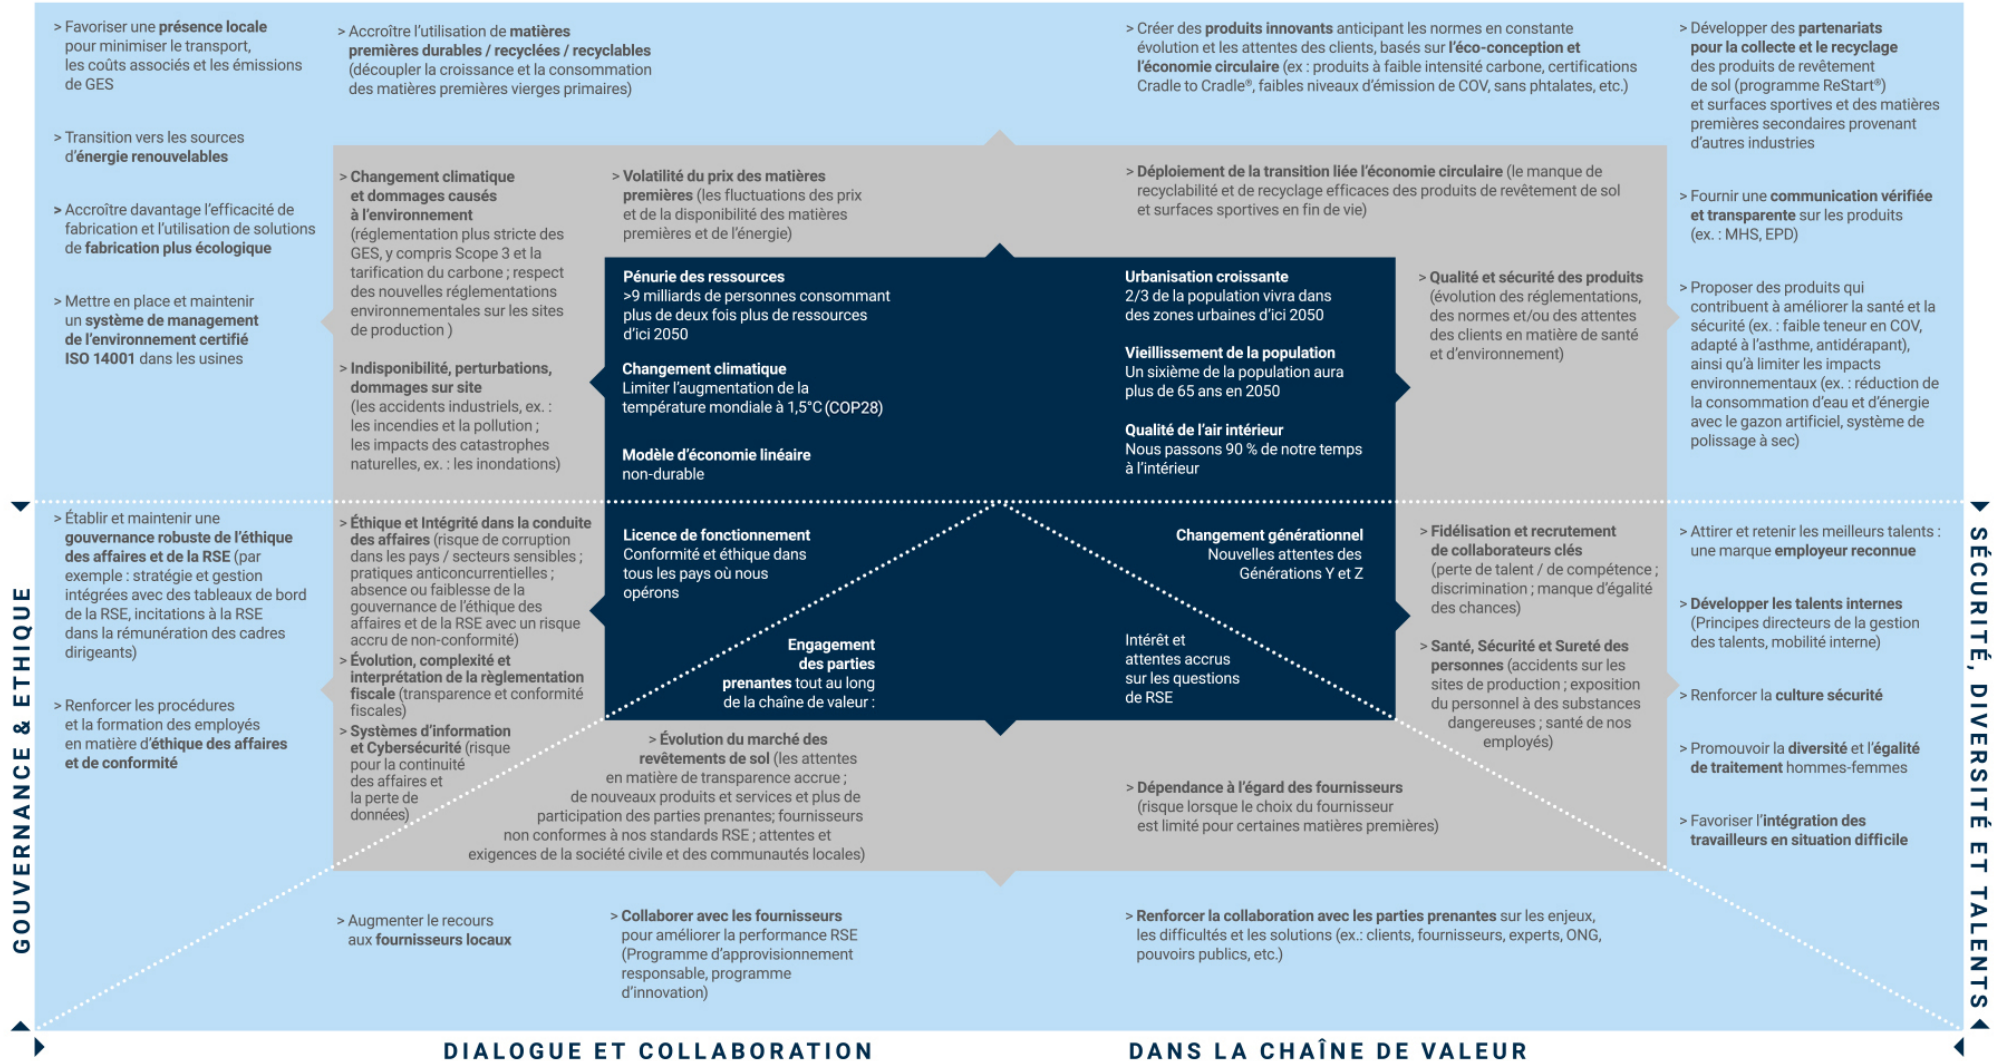 > Favoriser une présence locale
pour minimiser le transport,
les coûts associés et les émissions
de GES
> Transition vers les sources
d’énergie renouvelables
> Accroître davantage l’efficacité de
fabrication et l’utilisation de solutions
de fabrication plus écologique
> Mettre en place et maintenir
un système de management
de l’environnement certifié
ISO 14001 dans les usines
> Accroître l’utilisation de matières
premières durables / recyclées / recyclables
(découpler la croissance et la consommation
des matières premières vierges primaires)
> Créer des produits innovants anticipant les normes en constante
évolution et les attentes des clients, basés sur l’éco-conception et
l’économie circulaire (ex : produits à faible intensité carbone, certifications
Cradle to Cradle®, faibles niveaux d’émission de COV, sans phtalates, etc.)
> Développer des partenariats
pour la collecte et le recyclage
des produits de revêtement
de sol (programme ReStart®)
et surfaces sportives et des matières
premières secondaires provenant
d’autres industries
> Fournir une communication vérifiée
et transparente sur les produits
(ex. : MHS, EPD)
> Proposer des produits qui
contribuent à améliorer la santé et la
sécurité (ex. : faible teneur en COV,
adapté à l’asthme, antidérapant),
ainsi qu’à limiter les impacts
environnementaux (ex. : réduction de
la consommation d’eau et d’énergie
avec le gazon artificiel, système de
polissage à sec)
> Changement climatique
et dommages causés
à l’environnement
(réglementation plus stricte des
GES, y compris Scope 3 et la
tarification du carbone ; respect
des nouvelles réglementations
environnementales sur les sites
de production )
> Indisponibilité, perturbations,
dommages sur site
(les accidents industriels, ex. :
les incendies et la pollution ;
les impacts des catastrophes
naturelles, ex. : les inondations)
> Volatilité du prix des matières
premières (les fluctuations des prix
et de la disponibilité des matières
premières et de l’énergie)
> Déploiement de la transition liée l’économie circulaire (le manque de
recyclabilité et de recyclage efficaces des produits de revêtement de sol
et surfaces sportives en fin de vie)
> Qualité et sécurité des produits
(évolution des réglementations,
des normes et/ou des attentes
des clients en matière de santé
et d’environnement)
Pénurie des ressources
>9 milliards de personnes consommant
plus de deux fois plus de ressources
d’ici 2050
Changement climatique
Limiter l’augmentation de la
température mondiale à 1,5°C (COP28)
Modèle d’économie linéaire
non-durable
Urbanisation croissante
2/3 de la population vivra dans
des zones urbaines d’ici 2050
Vieillissement de la population
Un sixième de la population aura
plus de 65 ans en 2050
Qualité de l’air intérieur
Nous passons 90 % de notre temps
à l’intérieur
GOUVERNANCE & ETHIQUE
> Établir et maintenir une
gouvernance robuste de l’éthique
des affaires et de la RSE (par
exemple : stratégie et gestion
intégrées avec des tableaux de bord
de la RSE, incitations à la RSE
dans la rémunération des cadres
dirigeants)
> Renforcer les procédures
et la formation des employés
en matière d’éthique des affaires
et de conformité
> Éthique et Intégrité dans la conduite
des affaires (risque de corruption
dans les pays / secteurs sensibles ;
pratiques anticoncurrentielles ;
absence ou faiblesse de la
gouvernance de l’éthique des
affaires et de la RSE avec un risque
accru de non-conformité)
> Évolution, complexité et
interprétation de la règlementation
fiscale (transparence et conformité
fiscales)
> Systèmes d’information
et Cybersécurité (risque
pour la continuité
des affaires et
la perte de
données)
Licence de fonctionnement
Conformité et éthique dans
tous les pays où nous
opérons
Engagement
des parties
prenantes tout au long
de la chaîne de valeur :
Changement générationnel
Nouvelles attentes des
Générations Y et Z
Intérêt et
attentes accrus
sur les questions
de RSE
> Fidélisation et recrutement
de collaborateurs clés
(perte de talent / de compétence ;
discrimination ; manque d’égalité
des chances)
> Santé, Sécurité et Sureté des
personnes (accidents sur les
sites de production ; exposition
du personnel à des substances
dangereuses ; santé de nos
employés)
> Attirer et retenir les meilleurs talents :
une marque employeur reconnue
> Développer les talents internes
(Principes directeurs de la gestion
des talents, mobilité interne)
> Renforcer la culture sécurité
> Promouvoir la diversité et l’égalité
de traitement hommes-femmes
> Favoriser l’intégration des
travailleurs en situation difficile
SÉCURITÉ, DIVERSITÉ ET TALENTS
> Évolution du marché des
revêtements de sol (les attentes
en matière de transparence accrue ;
de nouveaux produits et services et plus de
participation des parties prenantes; fournisseurs
non conformes à nos standards RSE ; attentes et
exigences de la société civile et des communautés locales)
> Dépendance à l’égard des fournisseurs
(risque lorsque le choix du fournisseur
est limité pour certaines matières premières)
> Augmenter le recours
aux fournisseurs locaux
> Collaborer avec les fournisseurs
pour améliorer la performance RSE
(Programme d’approvisionnement
responsable, programme
d’innovation)
> Renforcer la collaboration avec les parties prenantes sur les enjeux,
les difficultés et les solutions (ex.: clients, fournisseurs, experts, ONG,
pouvoirs publics, etc.)
DIALOGUE ET COLLABORATION DANS LA CHAÎNE DE VALEUR